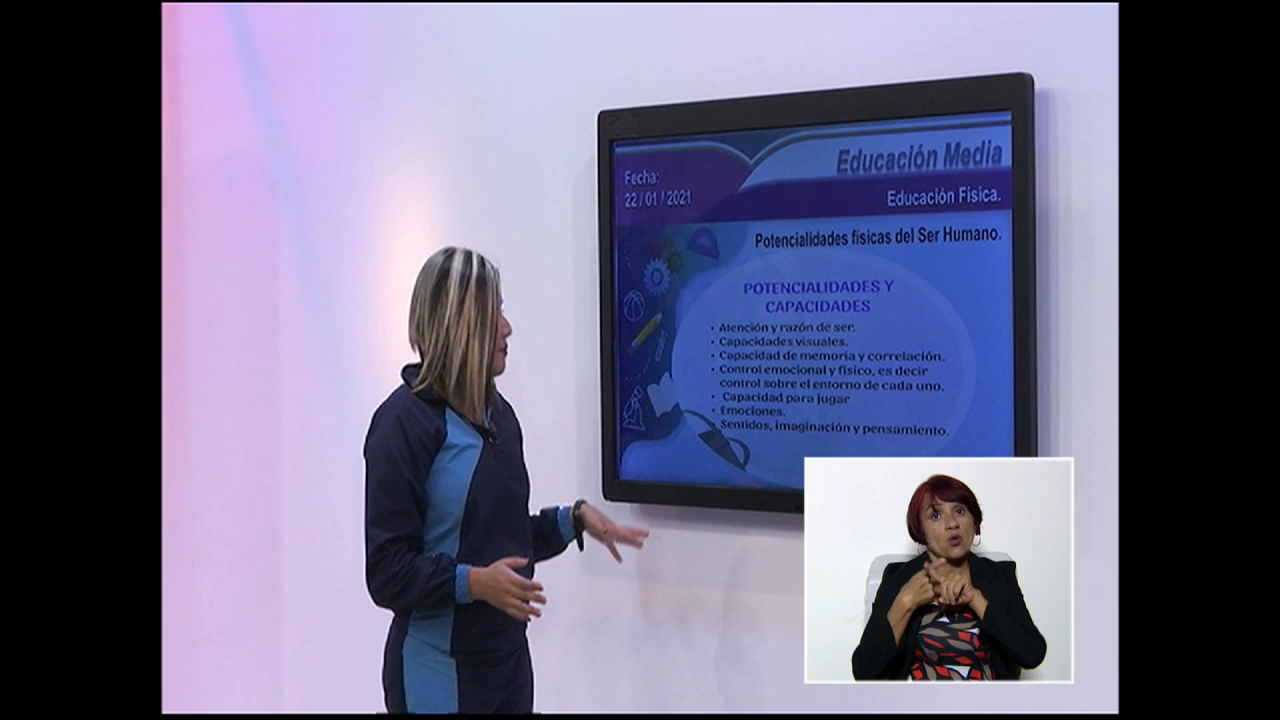 Educación Media
Fecha:
22 / 01 / 2021
Educación Física.
Potencialidades físicas del Ser Humano.
POTENCIALIDADES Y
CAPACIDADES
• Atención y razón de ser.
• Capacidades visuales.
• Capacidad de memoria y correlación.
• Control emocional y físico, es decir
control sobre el entorno de cada uno.
• Capacidad para jugar
• Emociones.
• Sentidos, imaginación y pensamiento.